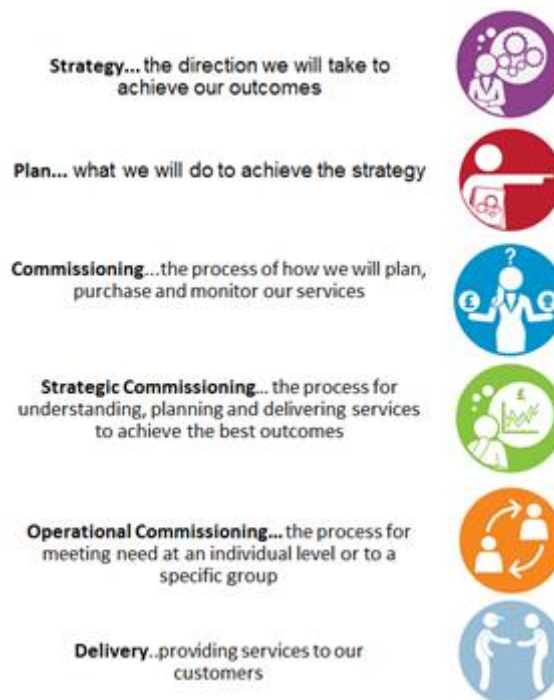 Strategy... the direction we will take to
achieve our outcomes
Plan... what we will do to achieve the strategy
Commissioning...the process of how we will plan,
purchase and monitor our services
?
£
£
Strategic Commissioning... the process for
understanding, planning and delivering services
to achieve the best outcomes
£
Operational Commissioning... the process for
meeting need at an individual level or to a
specific group
Delivery..providing services to our
customers